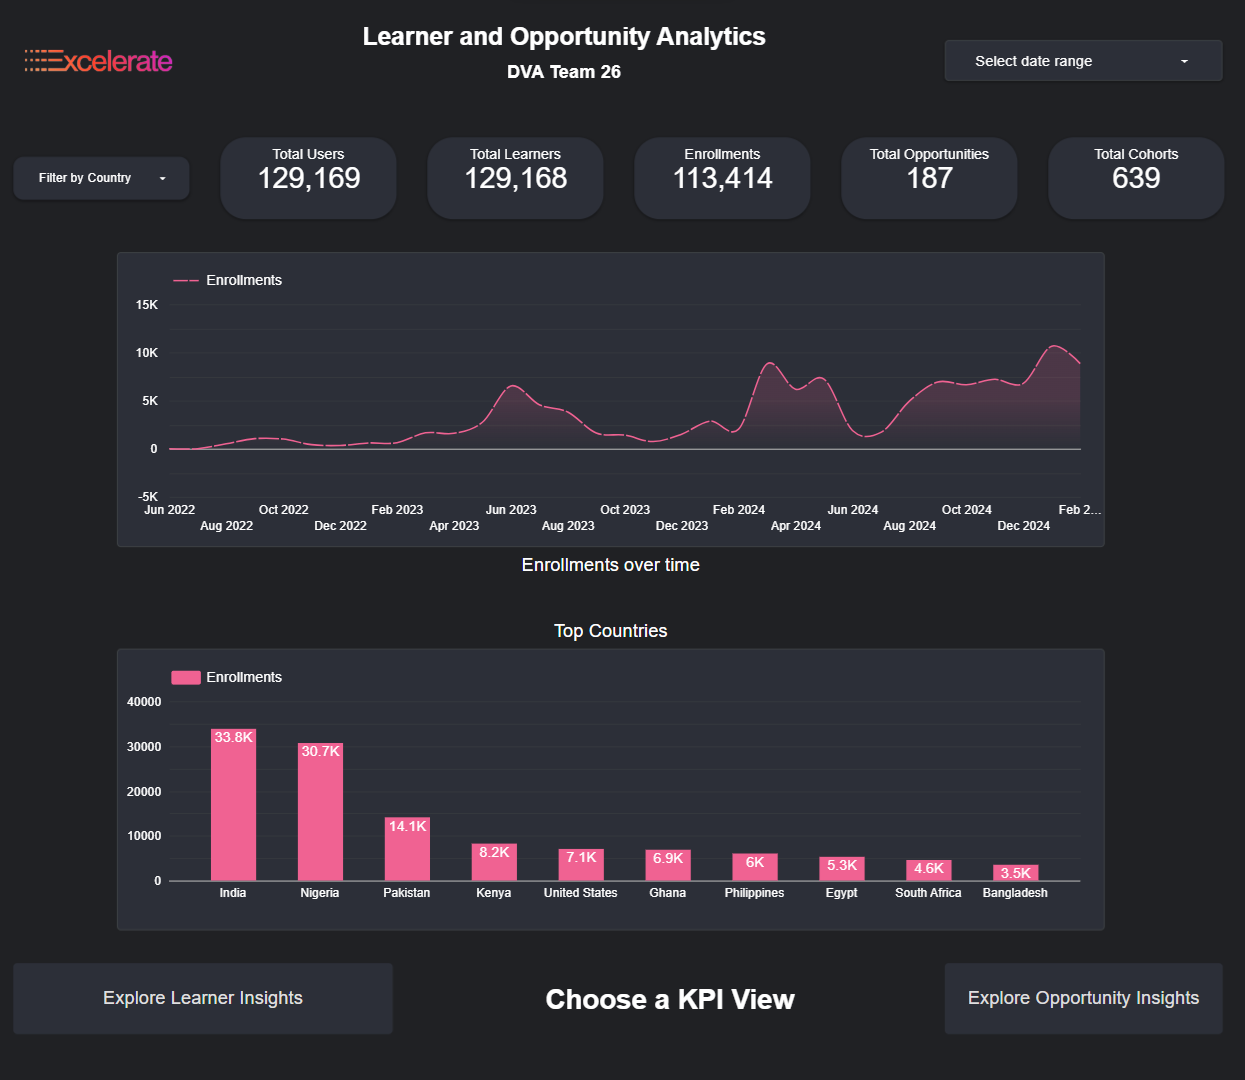 Excelerate
Learner and Opportunity Analytics
DVA Team 26
Select date range
Filter by Country
Total Users
129,169
Total Learners
129,168
Enrollments
113,414
Total Opportunities
187
Total Cohorts
639
Enrollments
15K
10K
5K
0
-5K
Jun 2022
Aug 2022
Oct 2022
Dec 2022
Feb 2023
Apr 2023
Jun 2023
Aug 2023
Oct 2023
Dec 2023
Feb 2024
Apr 2024
Jun 2024
Aug 2024
Oct 2024
Dec 2024
Feb 2...
Enrollments over time
Top Countries
Enrollments
40000
30000
20000
10000
0
33.8K
30.7K
14.1K
8.2K
7.1K
6.9K
6K
5.3K
4.6K
3.5K
India
Nigeria
Pakistan
Kenya
United States
Ghana
Philippines
Egypt
South Africa
Bangladesh
Explore Learner Insights
Choose a KPI View
Explore Opportunity Insights